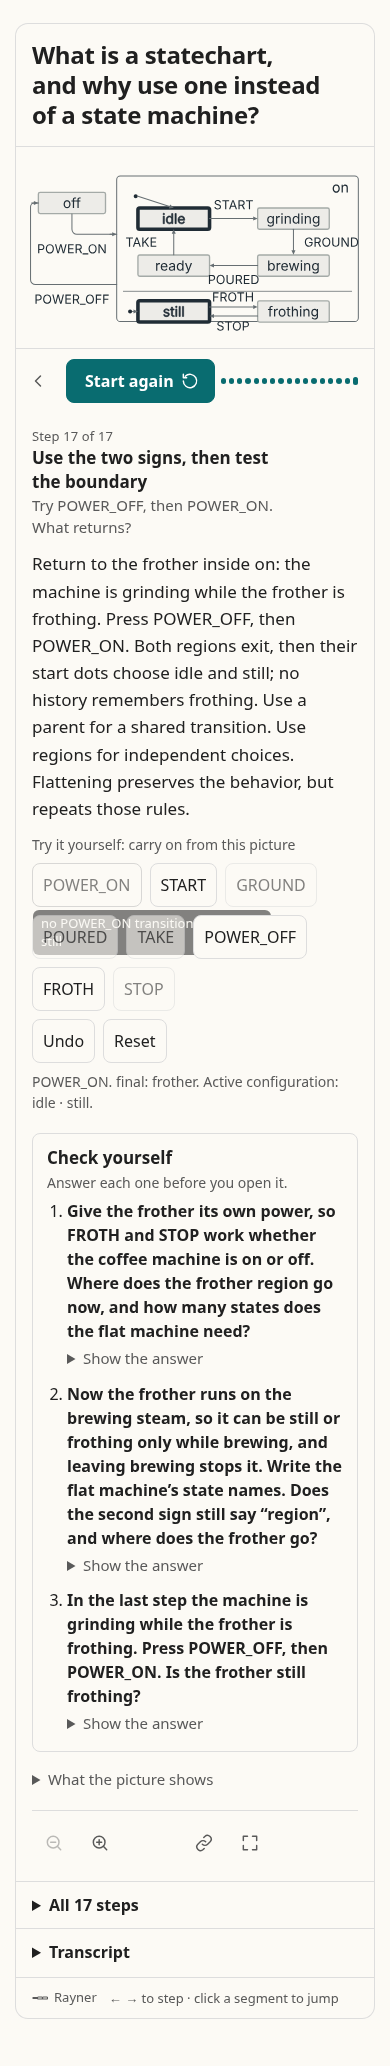 What is a statechart,
and why use one instead
of a state machine?
on
off
idle
START
grinding
POWER_ON
TAKE
GROUND
ready
brewing
POURED
POWER_OFF
FROTH
still
frothing
STOP
Start again
Step 17 of 17
Use the two signs, then test
the boundary
Try POWER_OFF, then POWER_ON.
What returns?
Return to the frother inside on: the
machine is grinding while the frother is
frothing. Press POWER_OFF, then
POWER_ON. Both regions exit, then their
start dots choose idle and still; no
history remembers frothing. Use a
parent for a shared transition. Use
regions for independent choices.
Flattening preserves the behavior, but
repeats those rules.
Try it yourself: carry on from this picture
POWER_ON START GROUND
no POWER_ON transition
still
POURED TAKE POWER_OFF
FROTH STOP
Undo Reset
POWER_ON. final: frother. Active configuration:
idle · still.
Check yourself
Answer each one before you open it.
1. Give the frother its own power, so
FROTH and STOP work whether
the coffee machine is on or off.
Where does the frother region go
now, and how many states does
the flat machine need?
Show the answer
2. Now the frother runs on the
brewing steam, so it can be still or
frothing only while brewing, and
leaving brewing stops it. Write the
flat machine’s state names. Does
the second sign still say “region”,
and where does the frother go?
Show the answer
3. In the last step the machine is
grinding while the frother is
frothing. Press POWER_OFF, then
POWER_ON. Is the frother still
frothing?
Show the answer
What the picture shows
All 17 steps
Transcript
Rayner ← → to step · click a segment to jump